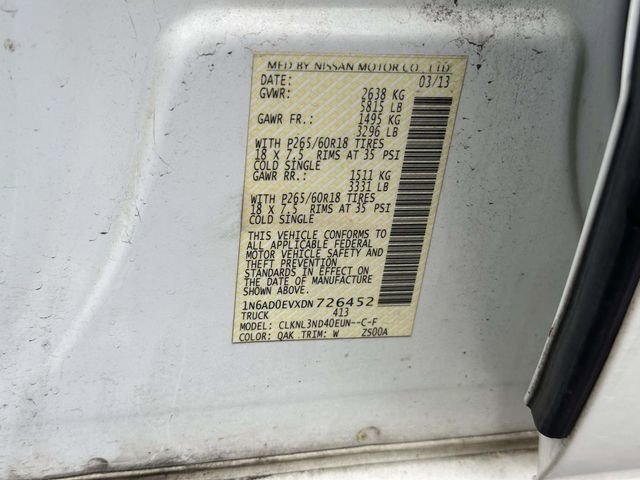 MFD BY NISSAN MOTOR CO., LTD.
DATE: 03/13
GVWR: 2638 KG
5815 LB
GAWR FR.: 1495 KG
3296 LB
WITH P265/60R18 TIRES
18 X 7.5 RIMS AT 35 PSI
COLD SINGLE
GAWR RR.: 1511 KG
3331 LB
WITH P265/60R18 TIRES
18 X 7.5 RIMS AT 35 PSI
COLD SINGLE
THIS VEHICLE CONFORMS TO
ALL APPLICABLE FEDERAL
MOTOR VEHICLE SAFETY AND
THEFT PREVENTION
STANDARDS IN EFFECT ON
THE DATE OF MANUFACTURE
SHOWN ABOVE.
1N6AD0EVXDN726452
TRUCK 413
MODEL: CLKNL3ND40EUN--C-F
COLOR: QAK TRIM: W ZS00A